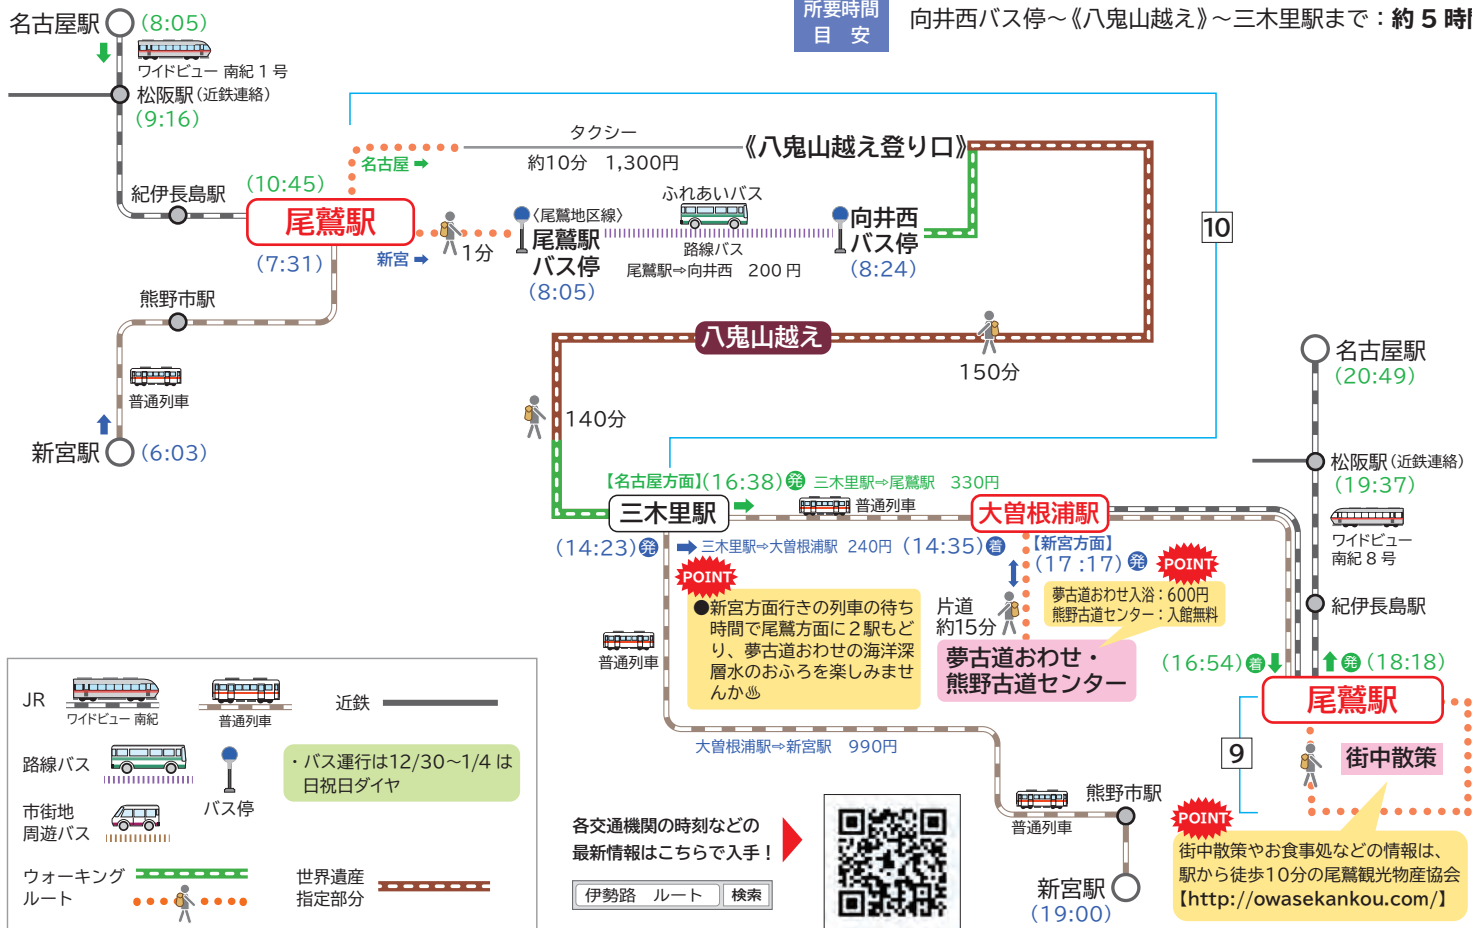 所要時間
目　安
向井西バス停～《八鬼山越え》～三木里駅まで：約 5 時間
名古屋駅
(8:05)
ワイドビュー 南紀 1 号
松阪駅（近鉄連絡）
(9:16)
紀伊長島駅
(10:45)
尾鷲駅
(7:31)
名古屋
新宮
熊野市駅
普通列車
新宮駅
(6:03)
タクシー
約10分　1,300円
《八鬼山越え登り口》
1分
〈尾鷲地区線〉
尾鷲駅
バス停
(8:05)
ふれあいバス
路線バス
尾鷲駅⇨向井西　200 円
向井西
バス停
(8:24)
10
八鬼山越え
150分
140分
【名古屋方面】(16:38) 発 三木里駅⇨尾鷲駅　330円
三木里駅
普通列車
大曽根浦駅
(14:23) 発
三木里駅⇨大曽根浦駅 240円 (14:35) 着
【新宮方面】
(17 :17) 発
POINT
●新宮方面行きの列車の待ち
時間で尾鷲方面に２駅もど
り、夢古道おわせの海洋深
層水のおふろを楽しみませ
んか♨
POINT
夢古道おわせ入浴：600円
熊野古道センター：入館無料
片道
約15分
夢古道おわせ・
熊野古道センター
普通列車
大曽根浦駅⇨新宮駅　990円
普通列車
熊野市駅
新宮駅
(19:00)
名古屋駅
(20:49)
松阪駅（近鉄連絡）
(19:37)
ワイドビュー
南紀 8 号
紀伊長島駅
(16:54) 着
発 (18:18)
尾鷲駅
9
街中散策
POINT
街中散策やお食事処などの情報は、
駅から徒歩10分の尾鷲観光物産協会
【http://owasekankou.com/】
JR
ワイドビュー 南紀
普通列車
近鉄
路線バス
バス停
・バス運行は12/30～1/4 は
日祝日ダイヤ
市街地
周遊バス
ウォーキング
ルート
世界遺産
指定部分
各交通機関の時刻などの
最新情報はこちらで入手！
伊勢路　ルート
検索